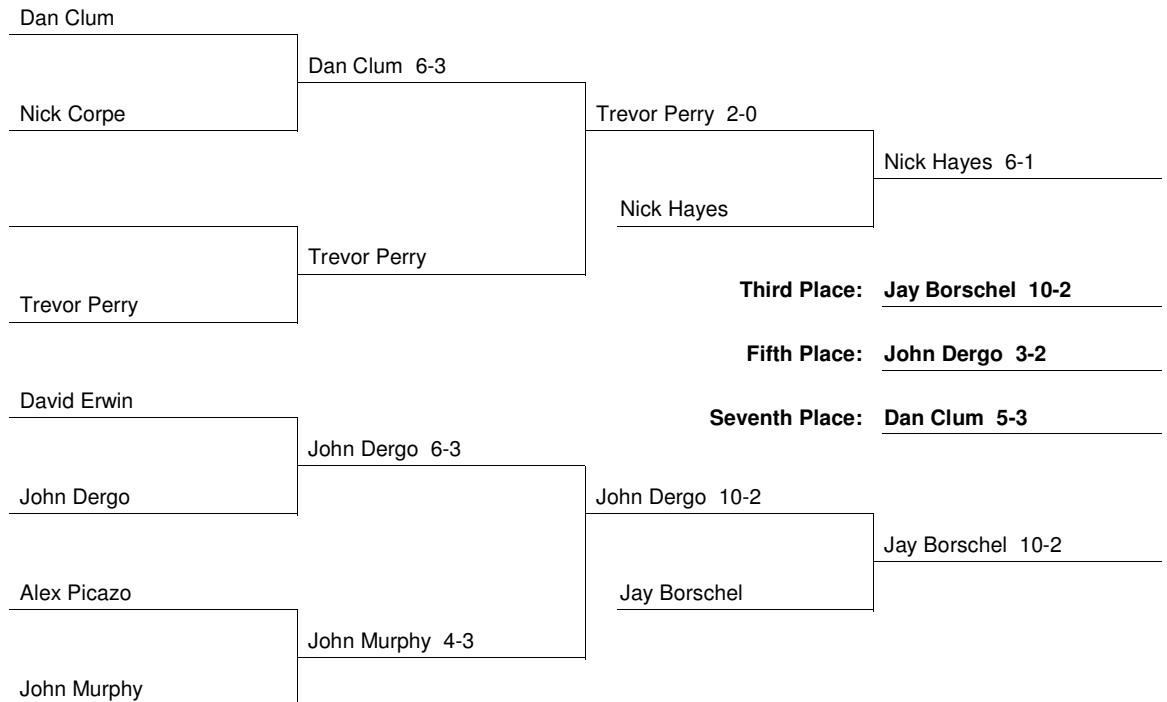 Dan Clum
Dan Clum 6-3
Nick Corpe
Trevor Perry 2-0
Nick Hayes 6-1
Nick Hayes
Trevor Perry
Third Place: Jay Borschel 10-2
Trevor Perry
Fifth Place: John Dergo 3-2
David Erwin
Seventh Place: Dan Clum 5-3
John Dergo 6-3
John Dergo
John Dergo 10-2
Jay Borschel 10-2
Alex Picazo
Jay Borschel
John Murphy 4-3
John Murphy